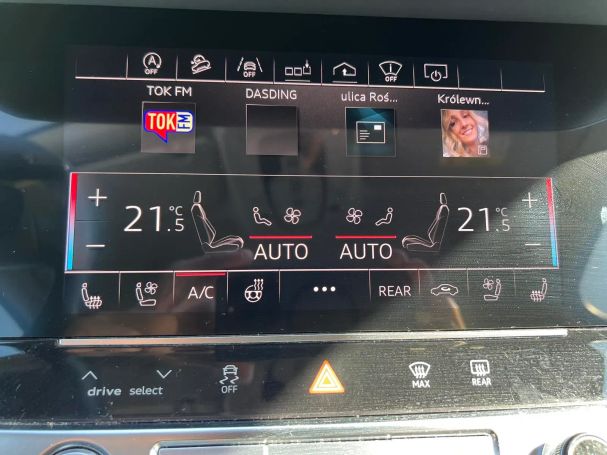 A OFF OFF OFF
TOK FM DASDING ulica Roś... Królewn...
TOK FM
+ 21.5 °C AUTO AUTO 21.5 °C +
A/C ... REAR
drive select OFF MAX REAR